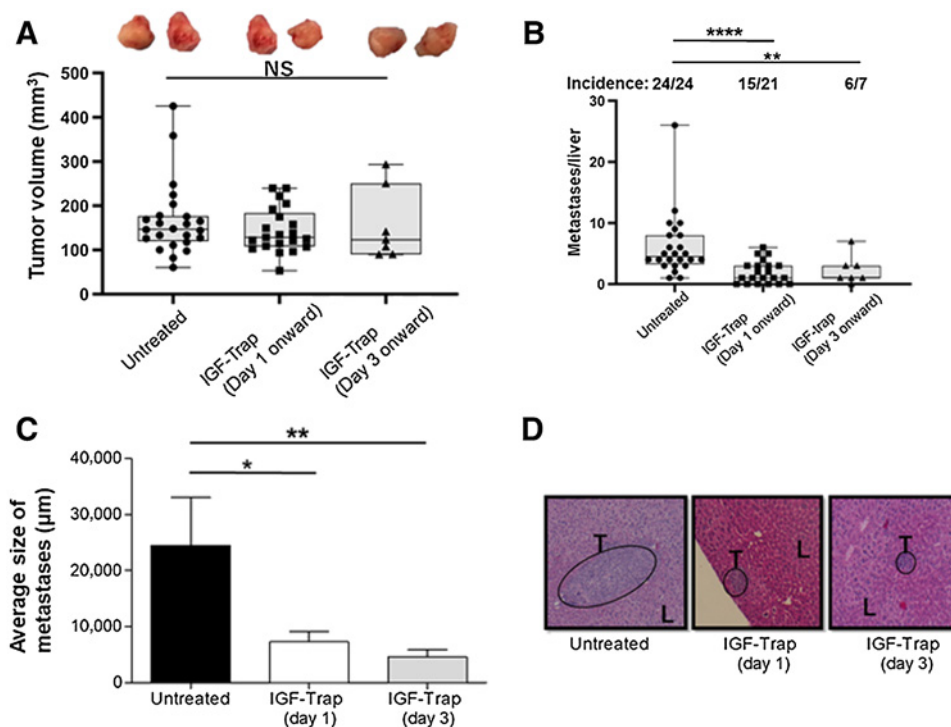 A
NS
500
400
300
200
100
0
Tumor volume (mm³)
Untreated
IGF-Trap
(Day 1 onward)
IGF-Trap
(Day 3 onward)
B
****
**
Incidence: 24/24 15/21 6/7
30
20
10
0
Metastases/liver
Untreated
IGF-Trap
(Day 1 onward)
IGF-trap
(Day 3 onward)
C
**
*
40,000
30,000
20,000
10,000
0
Average size of
metastases (μm)
Untreated
IGF-Trap
(day 1)
IGF-Trap
(day 3)
D
T
L
T
L
T
L
Untreated
IGF-Trap
(day 1)
IGF-Trap
(day 3)